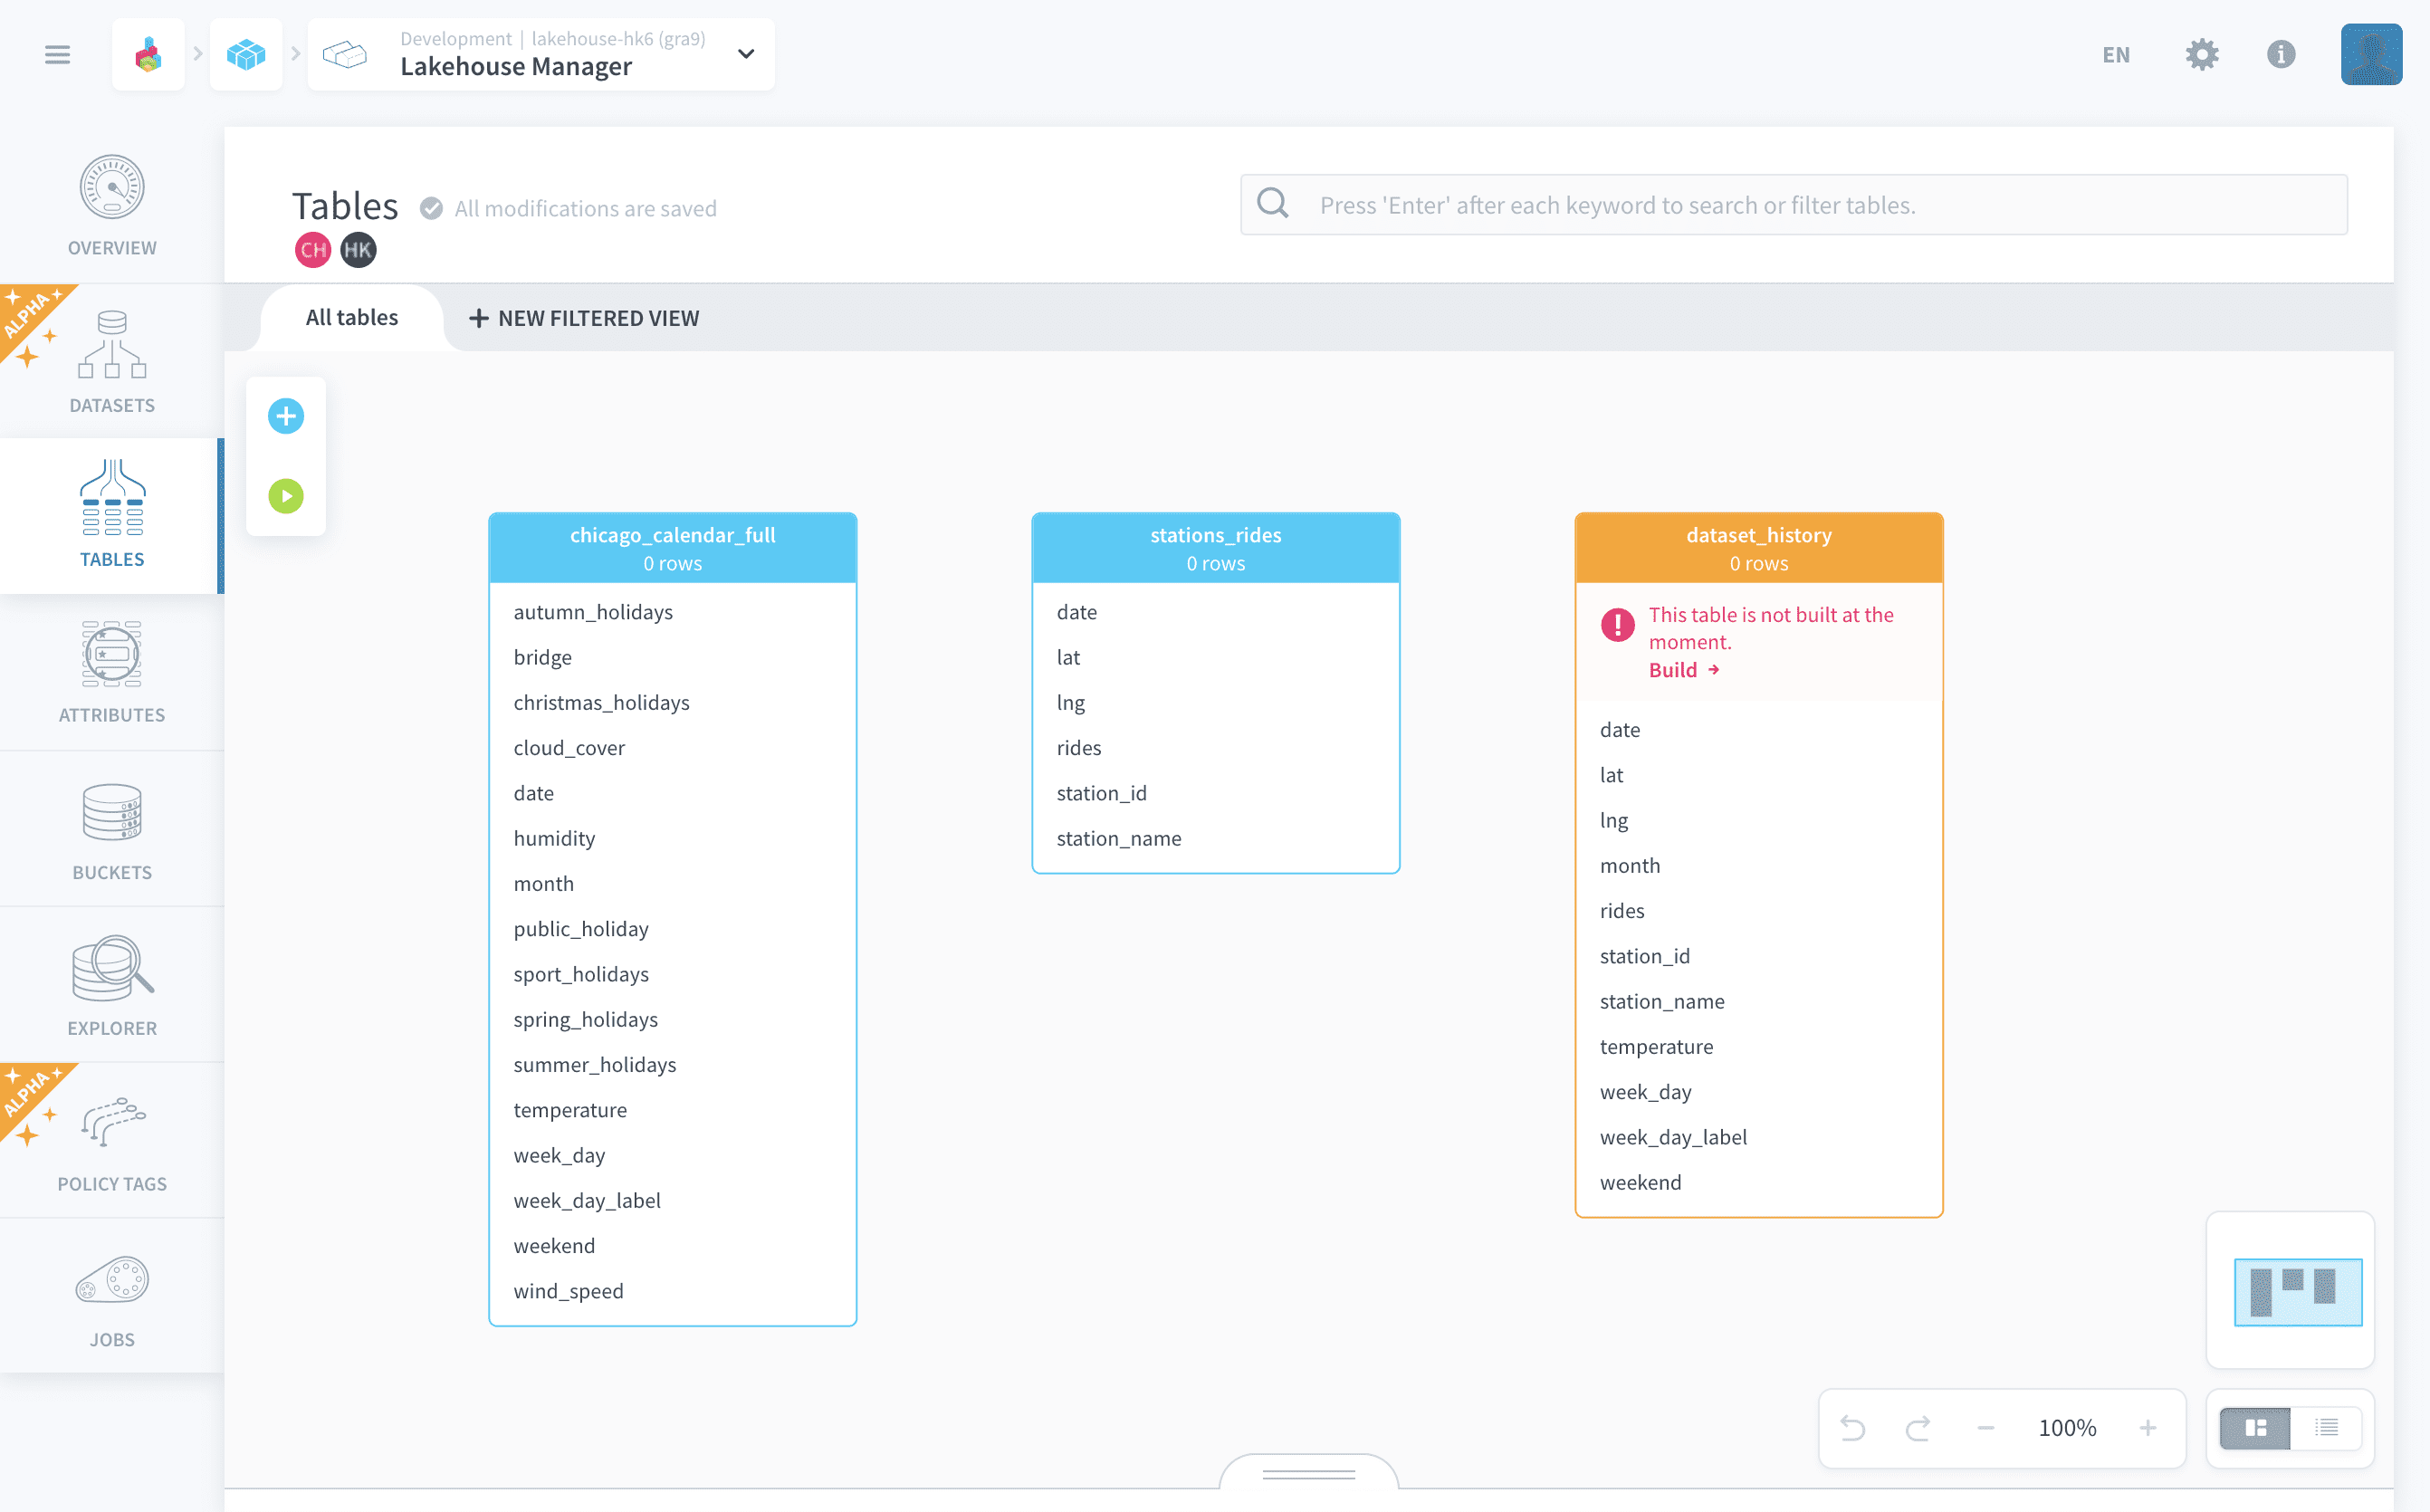 Development | lakehouse-hk6 (gra9)
Lakehouse Manager
EN
OVERVIEW
ALPHA
DATASETS
TABLES
ATTRIBUTES
BUCKETS
EXPLORER
ALPHA
POLICY TAGS
JOBS
Tables
All modifications are saved
CH HK
Press 'Enter' after each keyword to search or filter tables.
All tables
+ NEW FILTERED VIEW
chicago_calendar_full
0 rows
autumn_holidays
bridge
christmas_holidays
cloud_cover
date
humidity
month
public_holiday
sport_holidays
spring_holidays
summer_holidays
temperature
week_day
week_day_label
weekend
wind_speed
stations_rides
0 rows
date
lat
lng
rides
station_id
station_name
dataset_history
0 rows
This table is not built at the
moment.
Build →
date
lat
lng
month
rides
station_id
station_name
temperature
week_day
week_day_label
weekend
100%